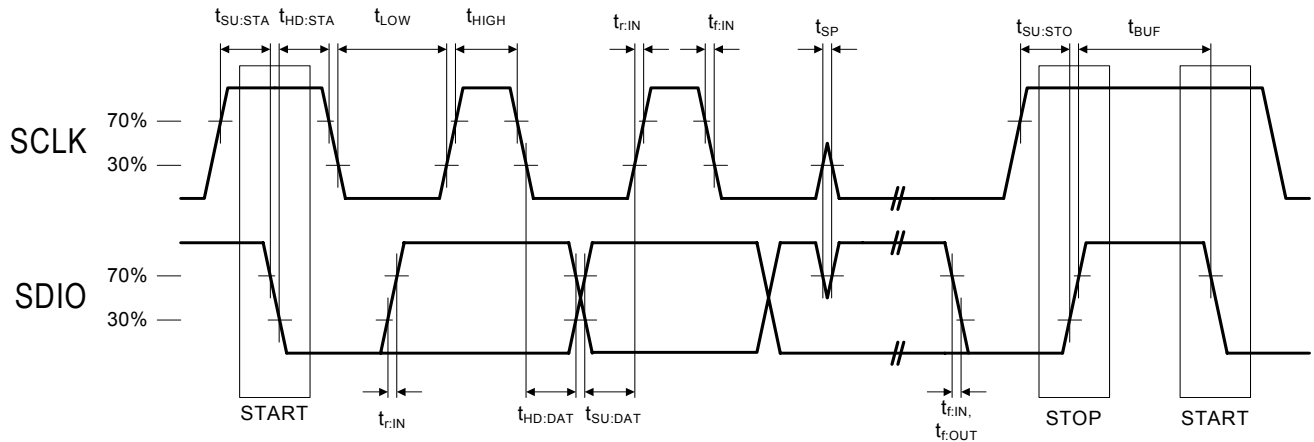 tSU:STA tHD:STA tLOW tHIGH tr:IN tf:IN tSP tSU:STO tBUF
SCLK
70%
30%
SDIO
70%
30%
START
tr:IN
tHD:DAT tSU:DAT
tf:IN,
tf:OUT
STOP
START